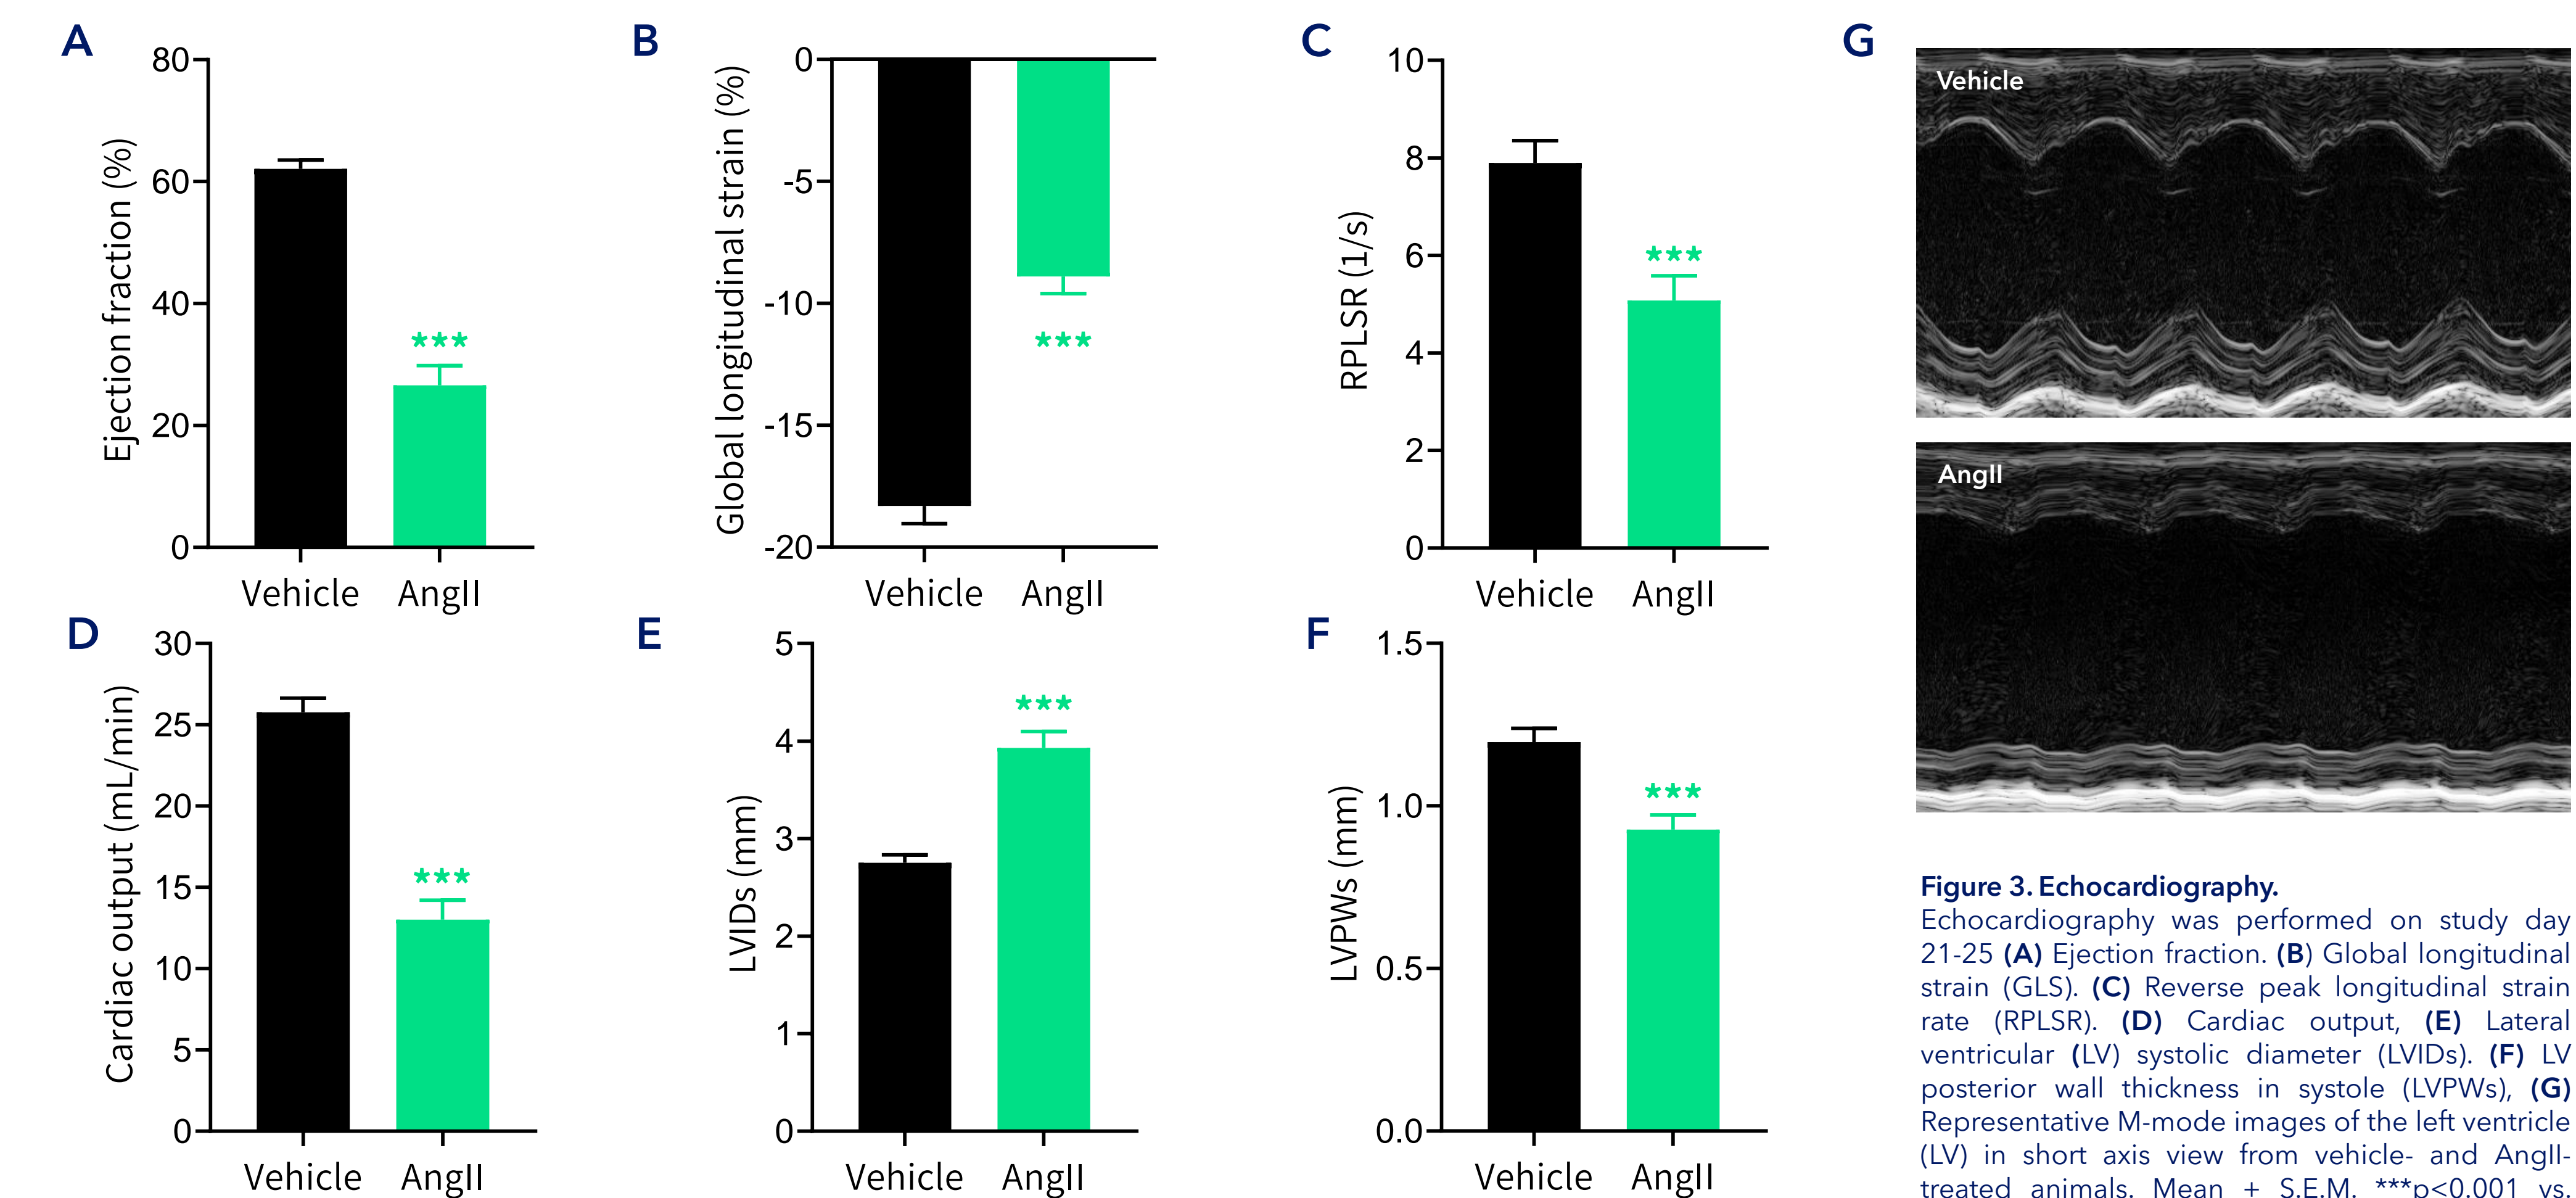 A
80
60
40
20
0
Ejection fraction (%)
***
Vehicle AngII
B
0
-5
-10
-15
-20
Global longitudinal strain (%)
***
Vehicle AngII
C
10
8
6
4
2
0
RPLSR (1/s)
***
Vehicle AngII
G
Vehicle
AngII
D
30
25
20
15
10
5
0
Cardiac output (mL/min)
***
Vehicle AngII
E
5
4
3
2
1
0
LVIDs (mm)
***
Vehicle AngII
F
1.5
1.0
0.5
0.0
LVPWs (mm)
***
Vehicle AngII
Figure 3. Echocardiography.
Echocardiography was performed on study day
21-25 (A) Ejection fraction. (B) Global longitudinal
strain (GLS). (C) Reverse peak longitudinal strain
rate (RPLSR). (D) Cardiac output, (E) Lateral
ventricular (LV) systolic diameter (LVIDs). (F) LV
posterior wall thickness in systole (LVPWs), (G)
Representative M-mode images of the left ventricle
(LV) in short axis view from vehicle- and AngII-
treated animals. Mean + S.E.M. ***p<0.001 vs.